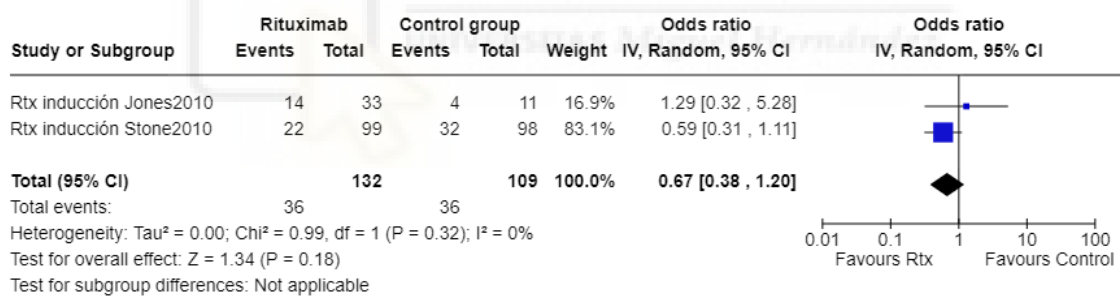 Rituximab Control group Odds ratio Odds ratio
Study or Subgroup Events Total Events Total Weight IV, Random, 95% CI IV, Random, 95% CI
Rtx inducción Jones2010 14 33 4 11 16.9% 1.29 [0.32 , 5.28]
Rtx inducción Stone2010 22 99 32 98 83.1% 0.59 [0.31 , 1.11]
Total (95% CI) 132 109 100.0% 0.67 [0.38 , 1.20]
Total events: 36 36
Heterogeneity: Tau² = 0.00; Chi² = 0.99, df = 1 (P = 0.32); I² = 0%
Test for overall effect: Z = 1.34 (P = 0.18)
Test for subgroup differences: Not applicable
0.01 0.1 1 10 100
Favours Rtx Favours Control